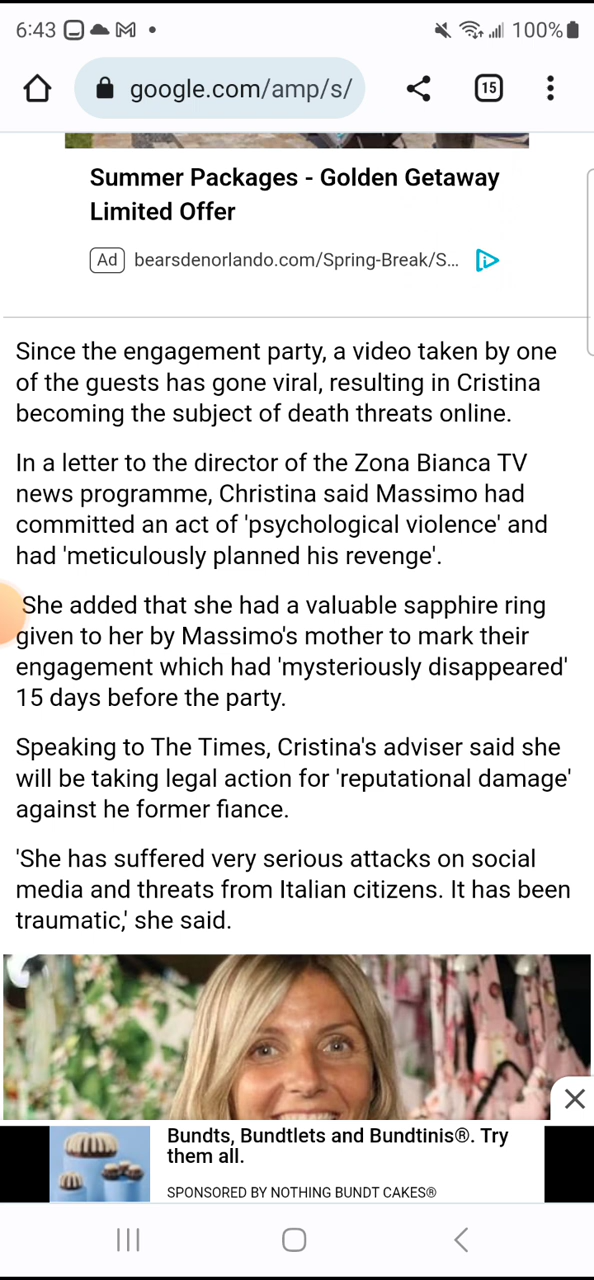 6:43
100%
google.com/amp/s/
15
Summer Packages - Golden Getaway
Limited Offer
Ad bearsdenorlando.com/Spring-Break/S...
Since the engagement party, a video taken by one
of the guests has gone viral, resulting in Cristina
becoming the subject of death threats online.
In a letter to the director of the Zona Bianca TV
news programme, Christina said Massimo had
committed an act of 'psychological violence' and
had 'meticulously planned his revenge'.
She added that she had a valuable sapphire ring
given to her by Massimo's mother to mark their
engagement which had 'mysteriously disappeared'
15 days before the party.
Speaking to The Times, Cristina's adviser said she
will be taking legal action for 'reputational damage'
against he former fiance.
'She has suffered very serious attacks on social
media and threats from Italian citizens. It has been
traumatic,' she said.
Bundts, Bundtlets and Bundtinis®. Try
them all.
SPONSORED BY NOTHING BUNDT CAKES®